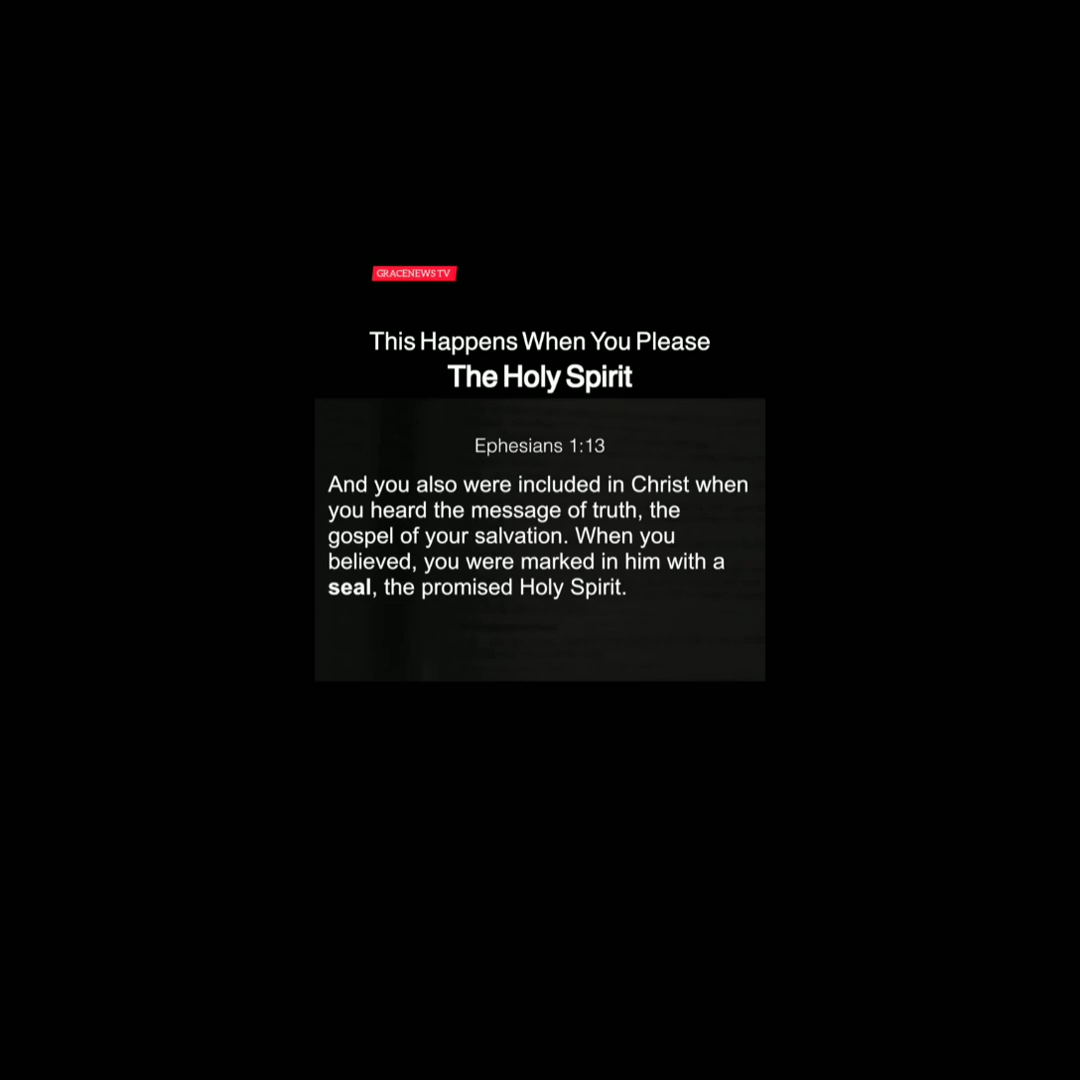 GRACENEWS TV
This Happens When You Please
The Holy Spirit
Ephesians 1:13
And you also were included in Christ when
you heard the message of truth, the
gospel of your salvation. When you
believed, you were marked in him with a
seal, the promised Holy Spirit.